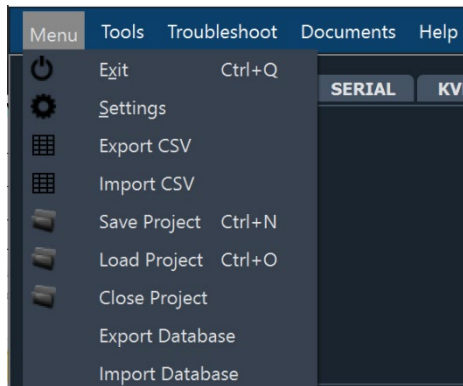 Menu Tools Troubleshoot Documents Help
Exit Ctrl+Q
SERIAL
Settings
Export CSV
Import CSV
Save Project Ctrl+N
Load Project Ctrl+O
Close Project
Export Database
Import Database